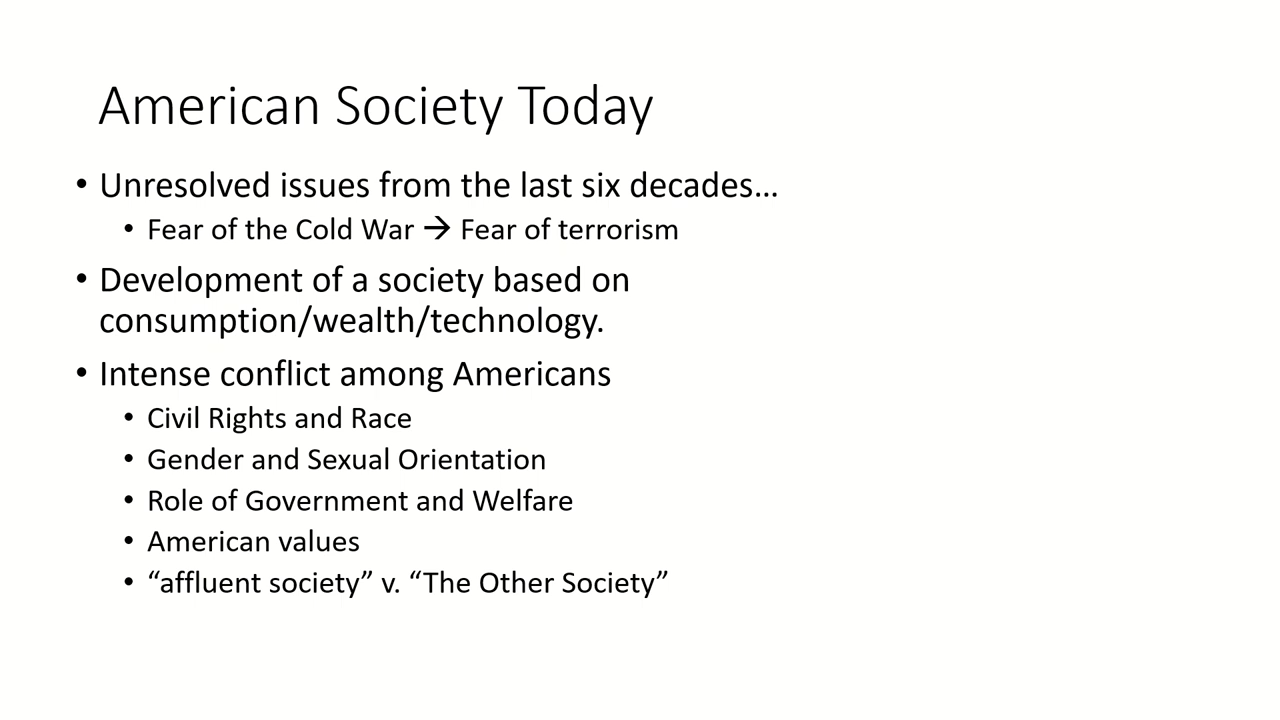 American Society Today
• Unresolved issues from the last six decades…
• Fear of the Cold War → Fear of terrorism
• Development of a society based on
consumption/wealth/technology.
• Intense conflict among Americans
• Civil Rights and Race
• Gender and Sexual Orientation
• Role of Government and Welfare
• American values
• “affluent society” v. “The Other Society”